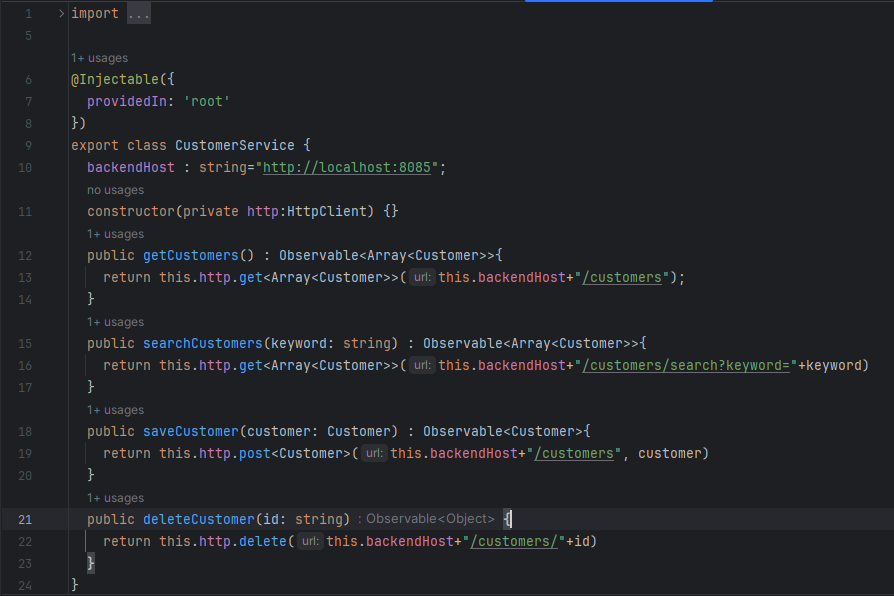 1 > import ...
5
1+ usages
6 @Injectable({
7   providedIn: 'root'
8 })
9 export class CustomerService {
10   backendHost : string="http://localhost:8085";
no usages
11   constructor(private http:HttpClient) {}
1+ usages
12   public getCustomers() : Observable<Array<Customer>>{
13     return this.http.get<Array<Customer>>( url: this.backendHost+"/customers");
14   }
1+ usages
15   public searchCustomers(keyword: string) : Observable<Array<Customer>>{
16     return this.http.get<Array<Customer>>( url: this.backendHost+"/customers/search?keyword="+keyword)
17   }
1+ usages
18   public saveCustomer(customer: Customer) : Observable<Customer>{
19     return this.http.post<Customer>( url: this.backendHost+"/customers", customer)
20   }
1+ usages
21   public deleteCustomer(id: string) : Observable<Object> {
22     return this.http.delete( url: this.backendHost+"/customers/"+id)
23   }
24 }